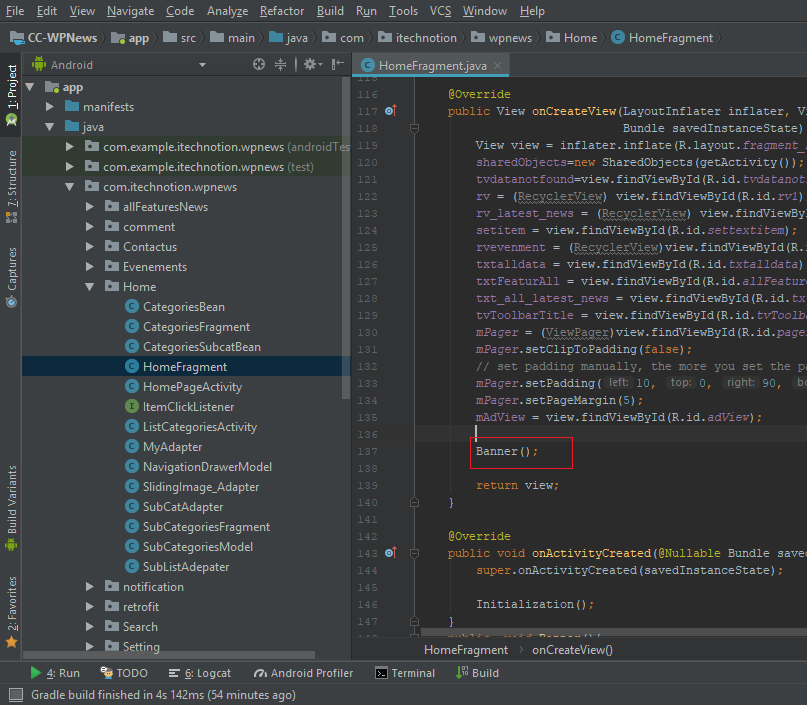 File Edit View Navigate Code Analyze Refactor Build Run Tools VCS Window Help
CC-WPNews app src main java com itechnotion wpnews Home HomeFragment
1: Project
7: Structure
Captures
Build Variants
2: Favorites
Android
app
manifests
java
com.example.itechnotion.wpnews (androidTes
com.example.itechnotion.wpnews (test)
com.itechnotion.wpnews
allFeaturesNews
comment
Contactus
Evenements
Home
CategoriesBean
CategoriesFragment
CategoriesSubcatBean
HomeFragment
HomePageActivity
ItemClickListener
ListCategoriesActivity
MyAdapter
NavigationDrawerModel
SlidingImage_Adapter
SubCatAdapter
SubCategoriesFragment
SubCategoriesModel
SubListAdepater
notification
retrofit
Search
Setting
HomeFragment.java
116 @Override
117 public View onCreateView(LayoutInflater inflater, Vi
118 Bundle savedInstanceState)
119 View view = inflater.inflate(R.layout.fragment_
120 sharedObjects=new SharedObjects(getActivity());
121 tvdatanotfound=view.findViewById(R.id.tvdatanot
122 rv = (RecyclerView) view.findViewById(R.id.rv1)
123 rv_latest_news = (RecyclerView) view.findViewBy
124 setitem = view.findViewById(R.id.settextitem);
125 rvevenment = (RecyclerView)view.findViewById(R.
126 txtalldata = view.findViewById(R.id.txtalldata)
127 txtFeaturAll = view.findViewById(R.id.allFeatur
128 txt_all_latest_news = view.findViewById(R.id.tx
129 tvToolbarTitle = view.findViewById(R.id.tvToolb
130 mPager = (ViewPager)view.findViewById(R.id.page
131 mPager.setClipToPadding(false);
132 // set padding manually, the more you set the pa
133 mPager.setPadding( left: 10, top: 0, right: 90, bo
134 mPager.setPageMargin(5);
135 mAdView = view.findViewById(R.id.adView);
136
137 Banner();
138
139 return view;
140 }
141
142 @Override
143 public void onActivityCreated(@Nullable Bundle saved
144 super.onActivityCreated(savedInstanceState);
145
146 Initialization();
147 }
HomeFragment onCreateView()
4: Run TODO 6: Logcat Android Profiler Terminal Build
Gradle build finished in 4s 142ms (54 minutes ago)